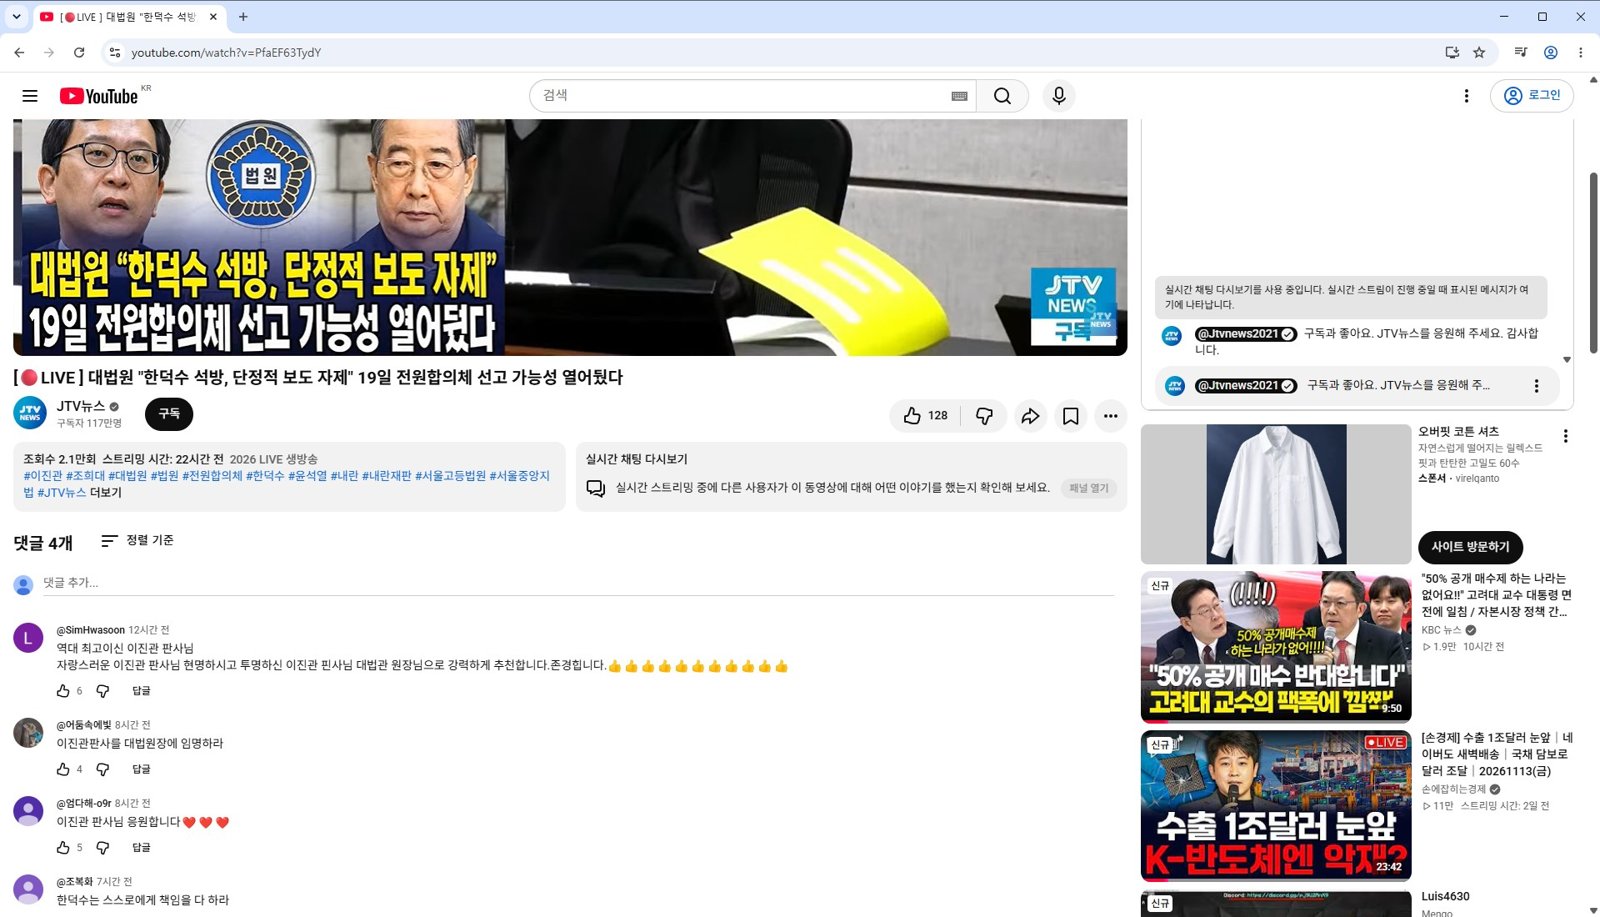 [🔴LIVE ] 대법원 "한덕수 석방
youtube.com/watch?v=PfaEF63TydY
YouTube KR
검색
로그인
법원
대법원 “한덕수 석방, 단정적 보도 자제”
19일 전원합의체 선고 가능성 열어뒀다
JTV
NEWS
구독
JTV
NEWS
[🔴LIVE ] 대법원 "한덕수 석방, 단정적 보도 자제" 19일 전원합의체 선고 가능성 열어뒀다
JTV
NEWS
JTV뉴스
구독자 117만명
구독
128
조회수 2.1만회 스트리밍 시간: 22시간 전 2026 LIVE 생방송
#이진관 #조희대 #대법원 #법원 #전원합의체 #한덕수 #윤석열 #내란 #내란재판 #서울고등법원 #서울중앙지
법 #JTV뉴스 더보기
실시간 채팅 다시보기
실시간 스트리밍 중에 다른 사용자가 이 동영상에 대해 어떤 이야기를 했는지 확인해 보세요.
패널 열기
댓글 4개
정렬 기준
댓글 추가...
L
@SimHwasoon 12시간 전
역대 최고이신 이진관 판사님
자랑스러운 이진관 판사님 현명하시고 투명하신 이진관 핀사님 대법관 원장님으로 강력하게 추천합니다.존경힙니다.👍👍👍👍👍👍👍👍👍👍👍
6
답글
@어둠속에빛 8시간 전
이진관판사를 대법원장에 임명하라
4
답글
@엄다해-o9r 8시간 전
이진관 판사님 응원합니다❤️❤️❤️
5
답글
@조복화 7시간 전
한덕수는 스스로에게 책임을 다 하라
실시간 채팅 다시보기를 사용 중입니다. 실시간 스트림이 진행 중일 때 표시된 메시지가 여
기에 나타납니다.
@Jtvnews2021 구독과 좋아요. JTV뉴스를 응원해 주세요. 감사합
니다.
@Jtvnews2021 구독과 좋아요. JTV뉴스를 응원해 주...
오버핏 코튼 셔츠
자연스럽게 떨어지는 릴렉스드
핏과 탄탄한 고밀도 60수
스폰서 · virelqanto
사이트 방문하기
신규
(!!!!)
50% 공개매수제
하는 나라가 없어!!!!
"50% 공개 매수 반대합니다"
고려대 교수의 팩폭에 '깜짝'
9:50
"50% 공개 매수제 하는 나라는
없어요!!" 고려대 교수 대통령 면
전에 일침 / 자본시장 정책 간...
KBC 뉴스
1.9만 10시간 전
신규
LIVE
수출 1조달러 눈앞
K-반도체엔 악재?
23:42
[손경제] 수출 1조달러 눈앞｜네
이버도 새벽배송｜국채 담보로
달러 조달｜20261113(금)
손에잡히는경제
11만 스트리밍 시간: 2일 전
신규
Luis4630
Mengo